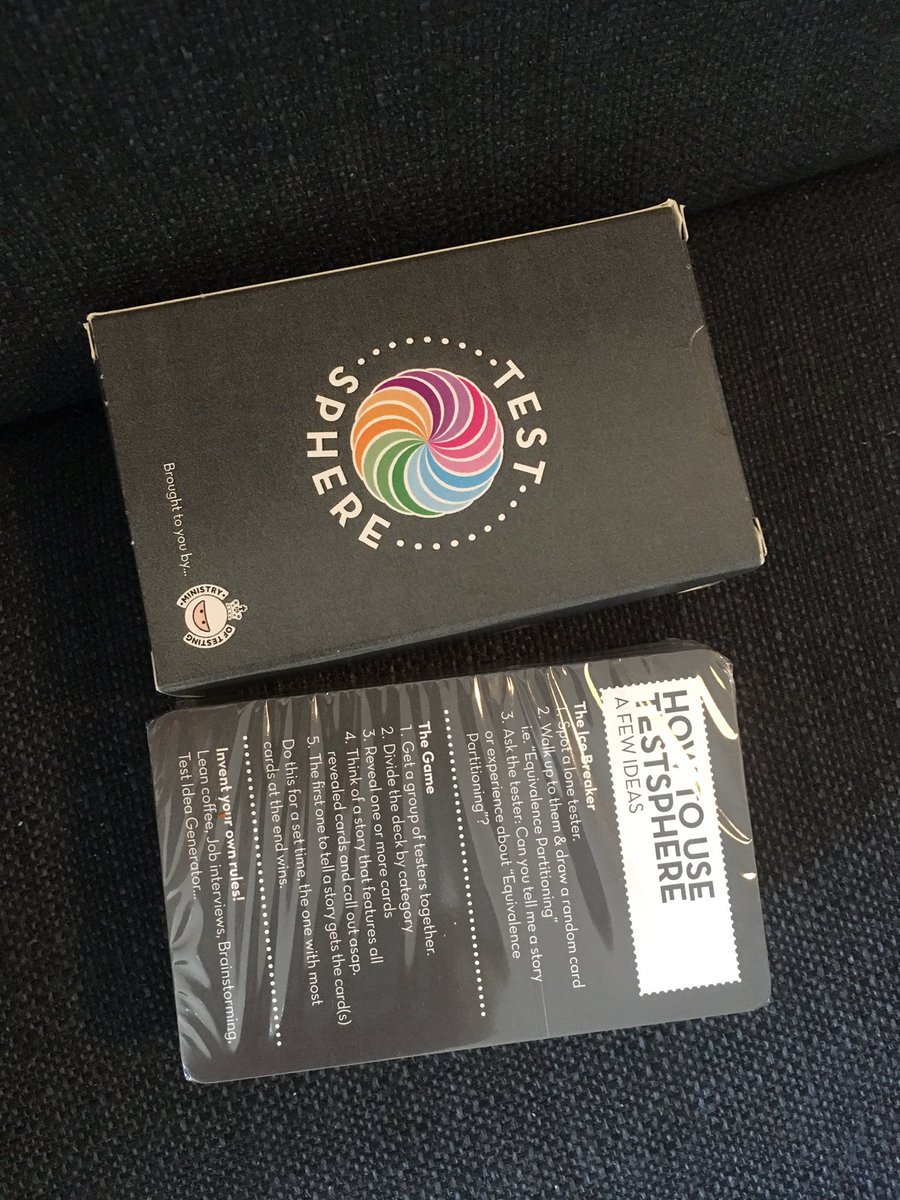 TEST
SPHERE
Brought to you by...
MINISTRY
OF TESTING
HOW TO USE
TESTSPHERE
A FEW IDEAS
The Ice Breaker
1. Spot a lone tester.
2. Walk up to them & draw a random card
i.e. "Equivalence Partitioning"
3. Ask the tester: Can you tell me a story
or experience about "Equivalence
Partitioning"?
The Game
1. Get a group of testers together.
2. Divide the deck by category
3. Reveal one or more cards
4. Think of a story that features all
revealed cards and call out asap.
5. The first one to tell a story gets the card(s)
Do this for a set time, the one with most
cards at the end wins.
Invent your own rules!
Lean coffee, Job interviews, Brainstorming,
Test Idea Generator...